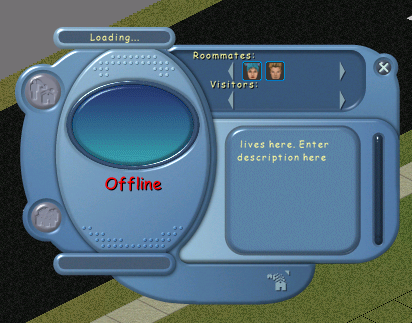 Loading...
Roommates:
Visitors:
lives here. Enter
description here
Offline